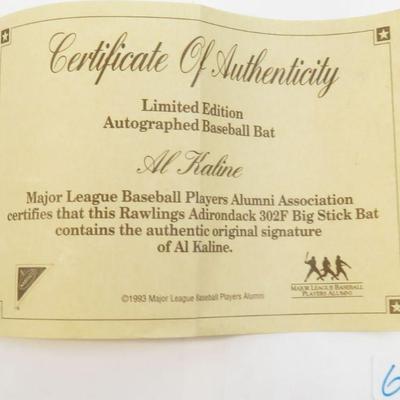 Certificate Of Authenticity
Limited Edition
Autographed Baseball Bat
Al Kaline
Major League Baseball Players Alumni Association
certifies that this Rawlings Adirondack 302F Big Stick Bat
contains the authentic original signature
of Al Kaline.
©1993 Major League Baseball Players Alumni
MAJOR LEAGUE BASEBALL
PLAYERS ALUMNI